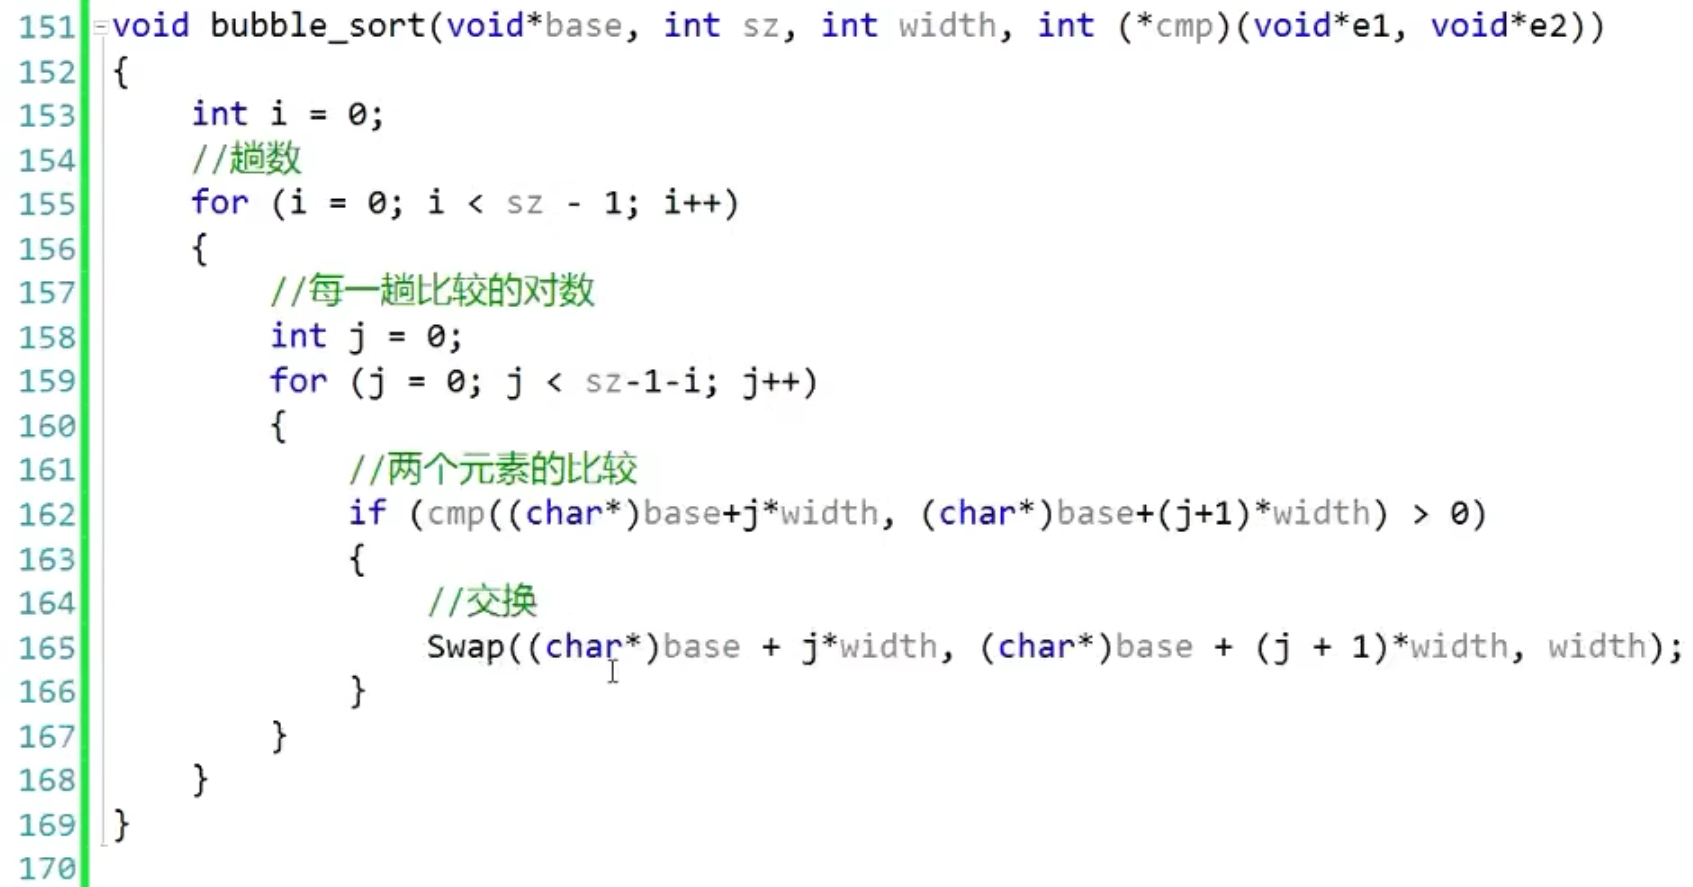 151 void bubble_sort(void*base, int sz, int width, int (*cmp)(void*e1, void*e2))
152 {
153 int i = 0;
154 //趟数
155 for (i = 0; i < sz - 1; i++)
156 {
157 //每一趟比较的对数
158 int j = 0;
159 for (j = 0; j < sz-1-i; j++)
160 {
161 //两个元素的比较
162 if (cmp((char*)base+j*width, (char*)base+(j+1)*width) > 0)
163 {
164 //交换
165 Swap((char*)base + j*width, (char*)base + (j + 1)*width, width);
166 }
167 }
168 }
169 }
170